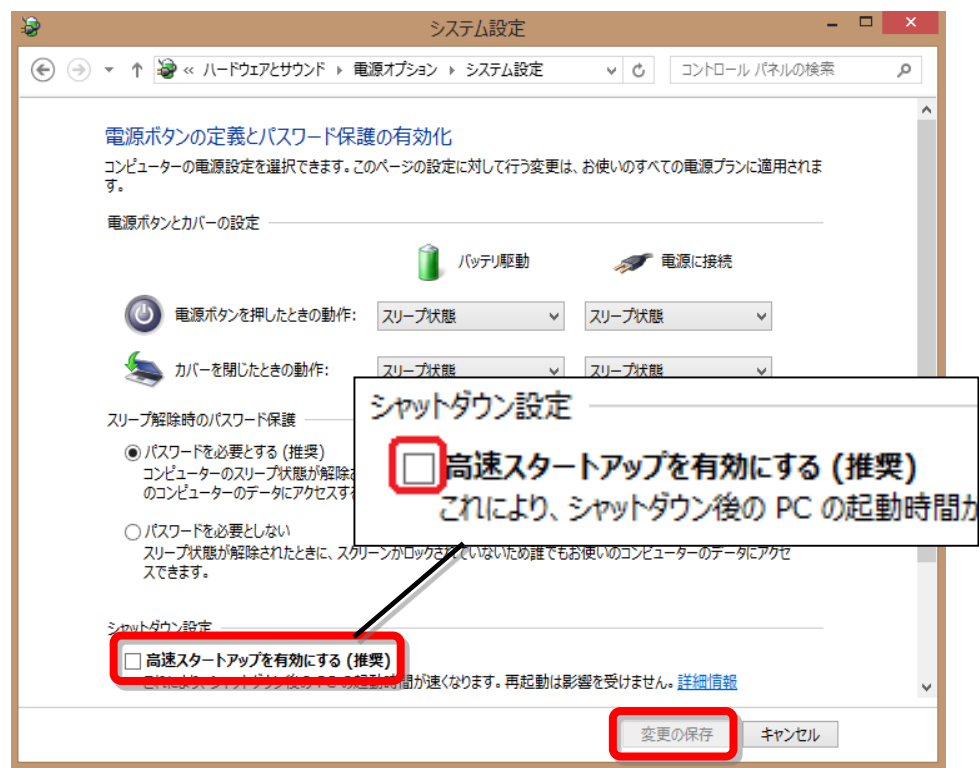 システム設定
« ハードウェアとサウンド ▸ 電源オプション ▸ システム設定
コントロール パネルの検索
電源ボタンの定義とパスワード保護の有効化
コンピューターの電源設定を選択できます。このページの設定に対して行う変更は、お使いのすべての電源プランに適用されま
す。
電源ボタンとカバーの設定
バッテリ駆動
電源に接続
電源ボタンを押したときの動作: スリープ状態 スリープ状態
カバーを閉じたときの動作: スリープ状態 スリープ状態
スリープ解除時のパスワード保護
パスワードを必要とする (推奨)
コンピューターのスリープ状態が解除
のコンピューターのデータにアクセスす
パスワードを必要としない
スリープ状態が解除されたときに、スクリーンがロックされていないため誰でもお使いのコンピューターのデータにアクセ
スできます。
シャットダウン設定
高速スタートアップを有効にする (推奨)
これにより、シャットダウン後の PC の起動時間が
シャットダウン設定
高速スタートアップを有効にする (推奨)
これにより、シャットダウン後の PC の起動時間が速くなります。再起動は影響を受けません。詳細情報
変更の保存
キャンセル